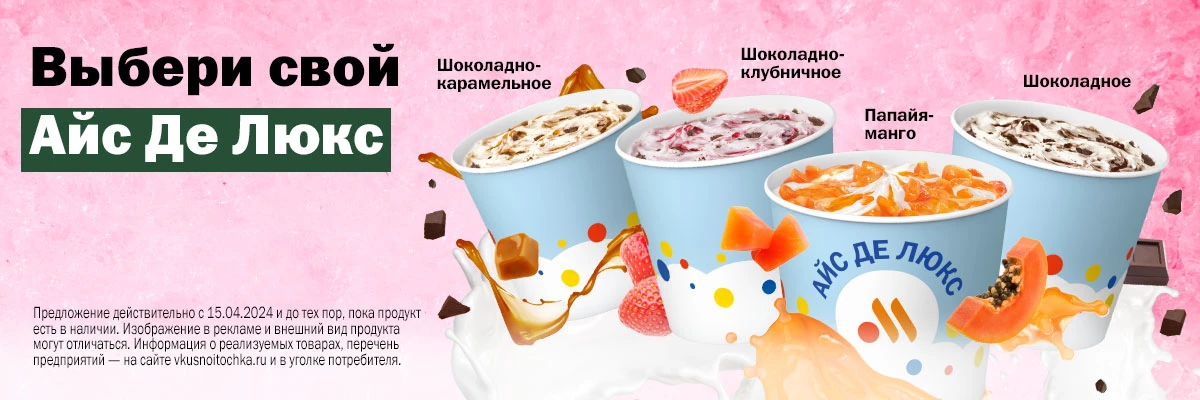 Выбери свой
Айс Де Люкс
Шоколадно-
карамельное
Шоколадно-
клубничное
Папайя-
манго
Шоколадное
АЙС ДЕ ЛЮКС
Предложение действительно с 15.04.2024 и до тех пор, пока продукт
есть в наличии. Изображение в рекламе и внешний вид продукта
могут отличаться. Информация о реализуемых товарах, перечень
предприятий — на сайте vkusnoitochka.ru и в уголке потребителя.